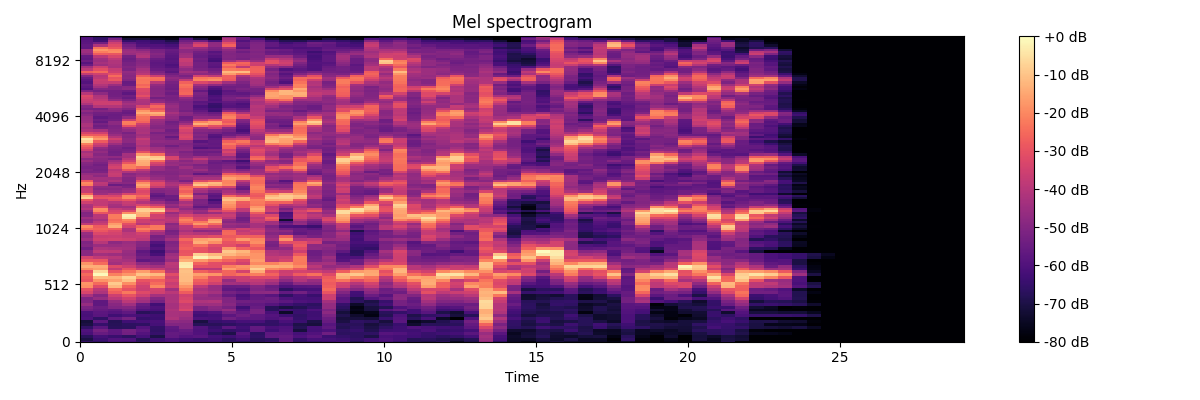 Mel spectrogram
+0 dB
8192
-10 dB
4096
-20 dB
-30 dB
2048
-40 dB
Hz
1024
-50 dB
-60 dB
512
-70 dB
0
-80 dB
0 5 10 15 20 25
Time